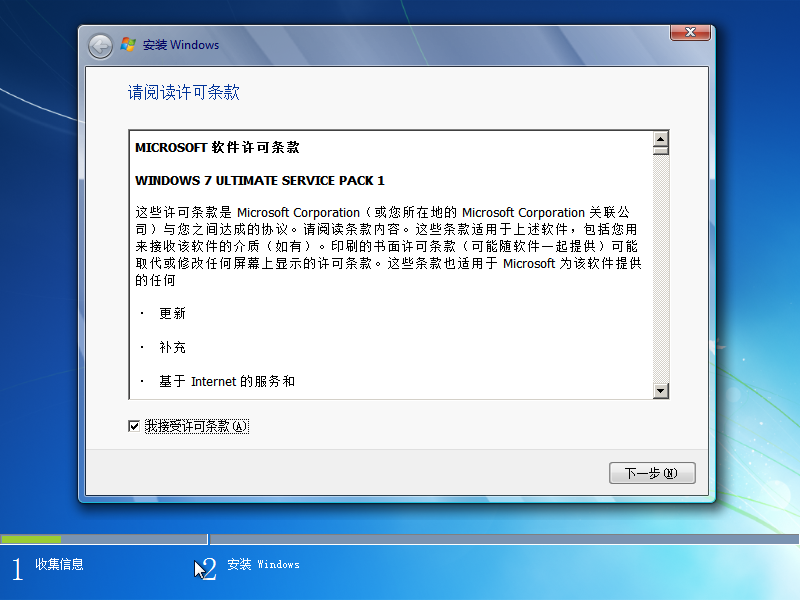 安装 Windows
请阅读许可条款
MICROSOFT 软件许可条款
WINDOWS 7 ULTIMATE SERVICE PACK 1
这些许可条款是 Microsoft Corporation（或您所在地的 Microsoft Corporation 关联公
司）与您之间达成的协议。请阅读条款内容。这些条款适用于上述软件，包括您用
来接收该软件的介质（如有）。印刷的书面许可条款（可能随软件一起提供）可能
取代或修改任何屏幕上显示的许可条款。这些条款也适用于 Microsoft 为该软件提供
的任何
· 更新
· 补充
· 基于 Internet 的服务和
我接受许可条款(A)
下一步(N)
1 收集信息
2 安装 Windows